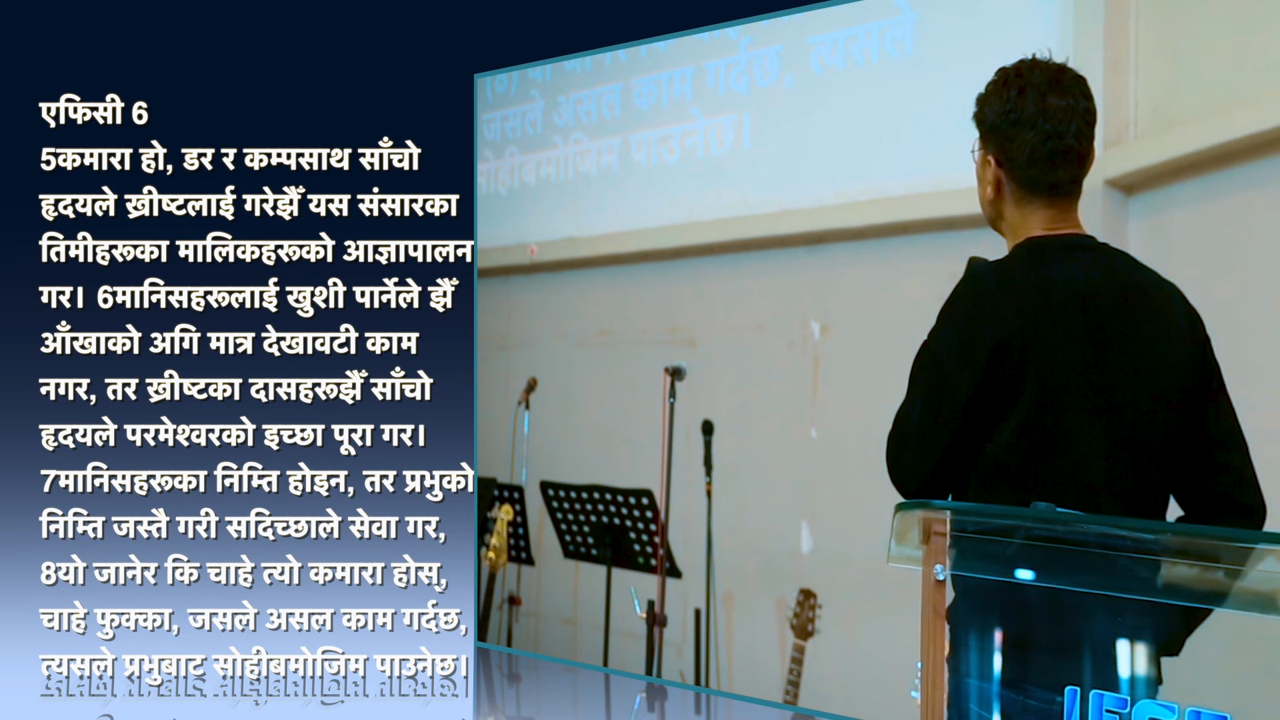 एफिसी 6
5कमारा हो, डर र कम्पसाथ साँचो
हृदयले ख्रीष्टलाई गरेझैँ यस संसारका
तिमीहरूका मालिकहरूको आज्ञापालन
गर। 6मानिसहरूलाई खुशी पार्नेले झैँ
आँखाको अगि मात्र देखावटी काम
नगर, तर ख्रीष्टका दासहरूझैँ साँचो
हृदयले परमेश्वरको इच्छा पूरा गर।
7मानिसहरूका निम्ति होइन, तर प्रभुको
निम्ति जस्तै गरी सदिच्छाले सेवा गर,
8यो जानेर कि चाहे त्यो कमारा होस्,
चाहे फुक्का, जसले असल काम गर्दछ,
त्यसले प्रभुबाट सोहीबमोजिम पाउनेछ।
जसले असल काम गर्दछ, त्यसले
सोहीबमोजिम पाउनेछ।